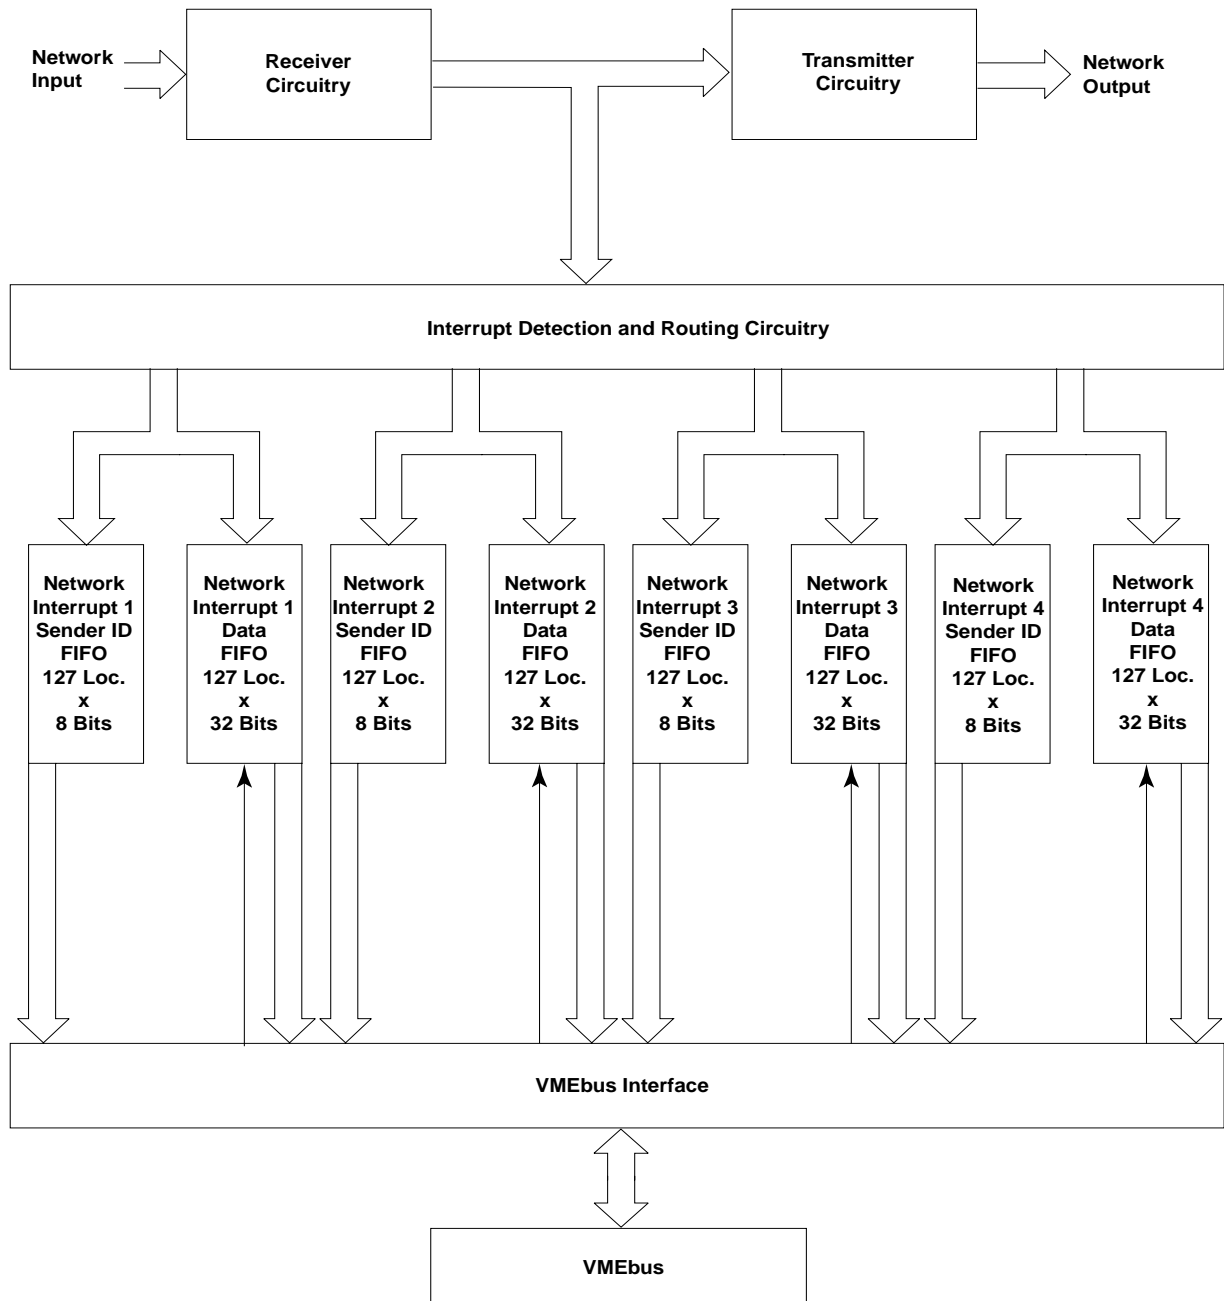 Network
Input
Receiver
Circuitry
Transmitter
Circuitry
Network
Output
Interrupt Detection and Routing Circuitry
Network
Interrupt 1
Sender ID
FIFO
127 Loc.
x
8 Bits
Network
Interrupt 1
Data
FIFO
127 Loc.
x
32 Bits
Network
Interrupt 2
Sender ID
FIFO
127 Loc.
x
8 Bits
Network
Interrupt 2
Data
FIFO
127 Loc.
x
32 Bits
Network
Interrupt 3
Sender ID
FIFO
127 Loc.
x
8 Bits
Network
Interrupt 3
Data
FIFO
127 Loc.
x
32 Bits
Network
Interrupt 4
Sender ID
FIFO
127 Loc.
x
8 Bits
Network
Interrupt 4
Data
FIFO
127 Loc.
x
32 Bits
VMEbus Interface
VMEbus